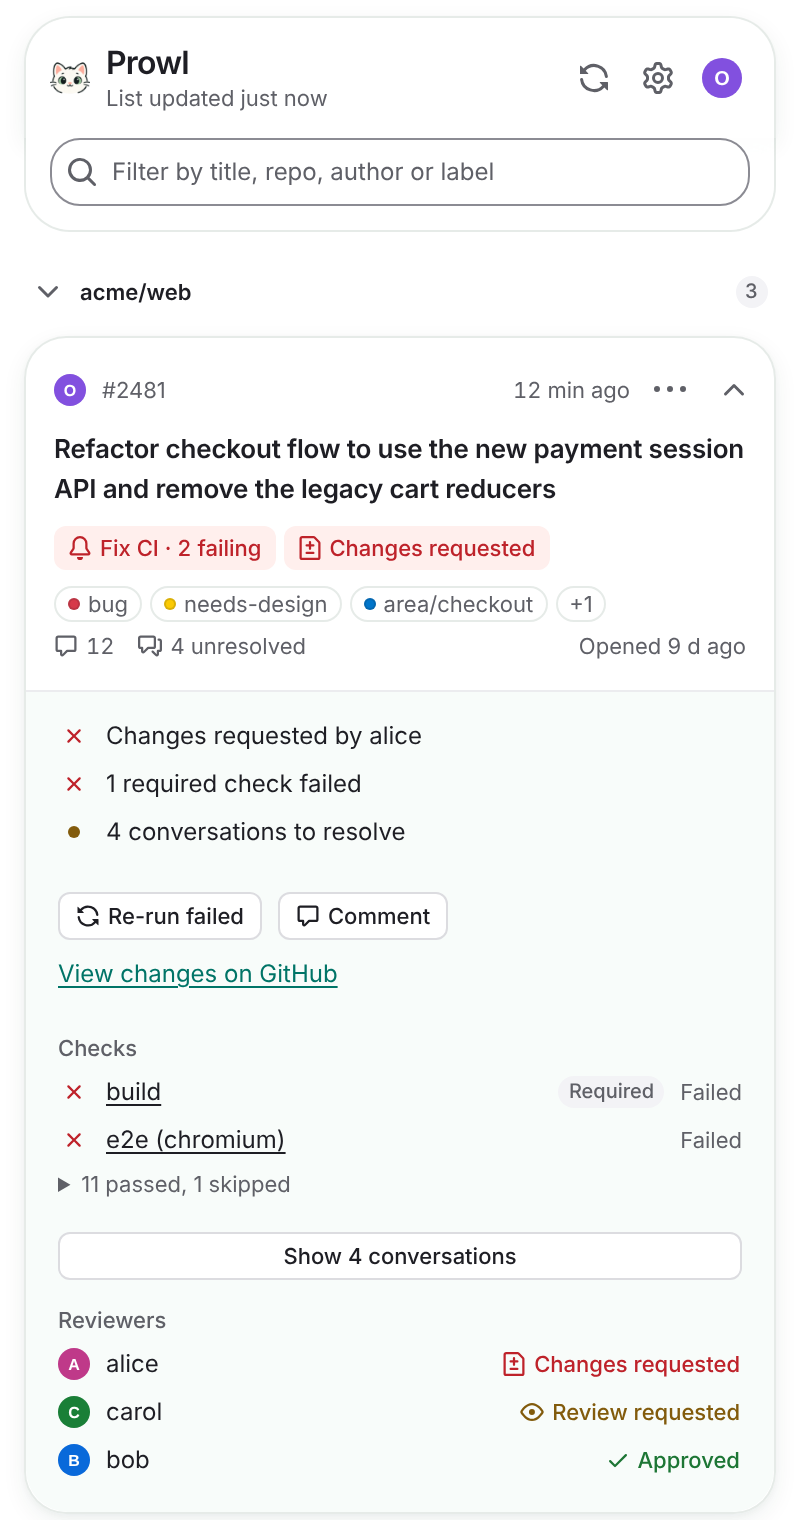 Prowl
List updated just now
O
Filter by title, repo, author or label
acme/web
3
O #2481 12 min ago
Refactor checkout flow to use the new payment session
API and remove the legacy cart reducers
Fix CI · 2 failing Changes requested
bug needs-design area/checkout +1
12 4 unresolved Opened 9 d ago
Changes requested by alice
1 required check failed
4 conversations to resolve
Re-run failed Comment
View changes on GitHub
Checks
build Required Failed
e2e (chromium) Failed
11 passed, 1 skipped
Show 4 conversations
Reviewers
A alice Changes requested
C carol Review requested
B bob Approved